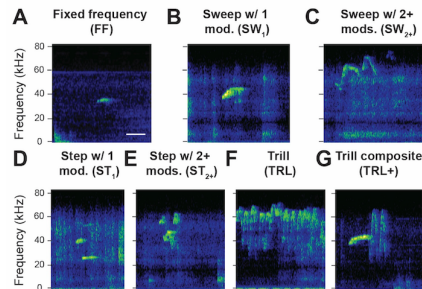 A
Fixed frequency
(FF)
B
Sweep w/ 1
mod. (SW1)
C
Sweep w/ 2+
mods. (SW2+)
Frequency (kHz)
80
60
40
20
0
D
Step w/ 1
mod. (ST1)
E
Step w/ 2+
mods. (ST2+)
F
Trill
(TRL)
G
Trill composite
(TRL+)
Frequency (kHz)
80
60
40
20
0